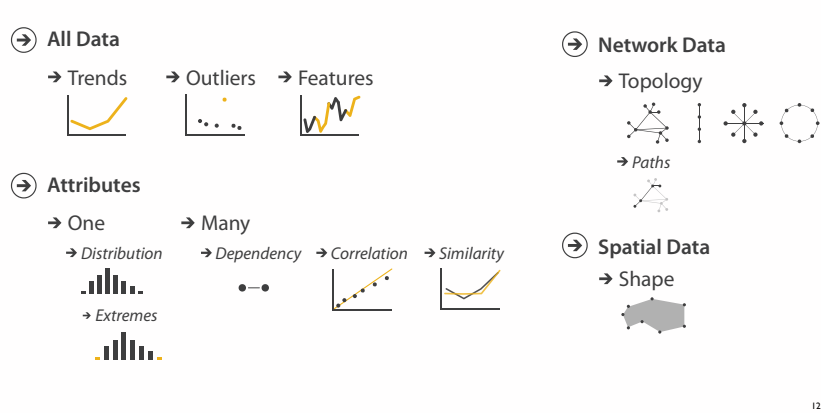 All Data
Trends
Outliers
Features
Attributes
One
Many
Distribution
Dependency
Correlation
Similarity
Extremes
Network Data
Topology
Paths
Spatial Data
Shape
12